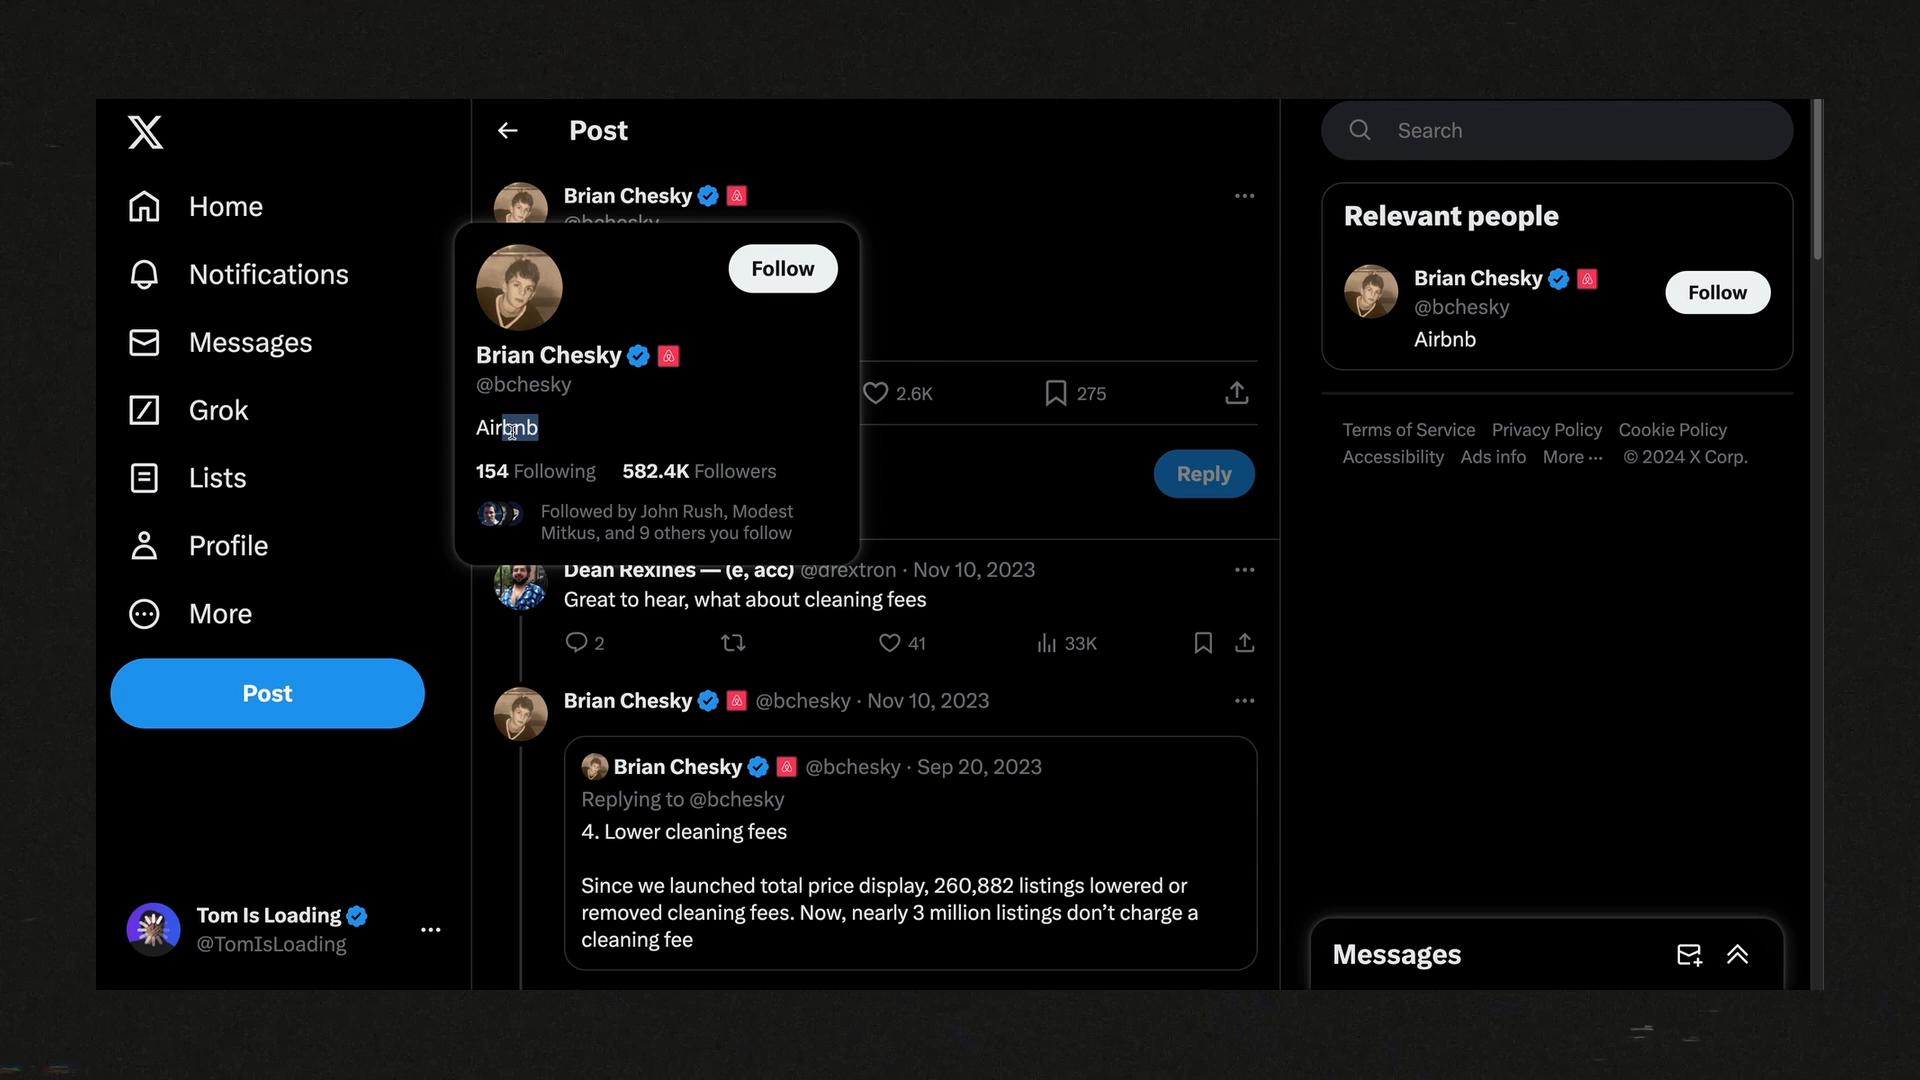 Home
Notifications
Messages
Grok
Lists
Profile
More
Post
Tom Is Loading
@TomIsLoading
Post
Brian Chesky
@bchesky
Follow
Brian Chesky
@bchesky
Airbnb
154 Following 582.4K Followers
Followed by John Rush, Modest
Mitkus, and 9 others you follow
2.6K 275
Reply
Dean Rexines — (e, acc) @drextron · Nov 10, 2023
Great to hear, what about cleaning fees
2 41 33K
Brian Chesky @bchesky · Nov 10, 2023
Brian Chesky @bchesky · Sep 20, 2023
Replying to @bchesky
4. Lower cleaning fees
Since we launched total price display, 260,882 listings lowered or
removed cleaning fees. Now, nearly 3 million listings don’t charge a
cleaning fee
Search
Relevant people
Brian Chesky
@bchesky
Airbnb
Follow
Terms of Service Privacy Policy Cookie Policy
Accessibility Ads info More ··· © 2024 X Corp.
Messages